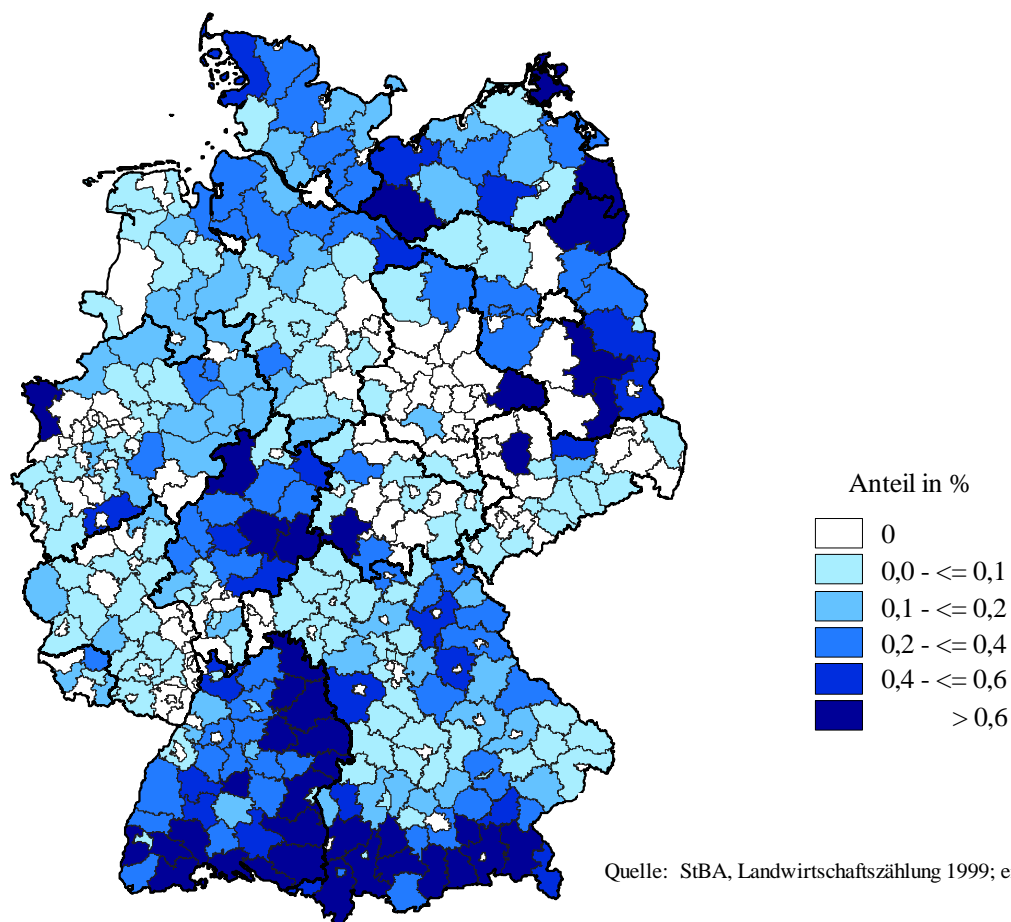 Anteil in %
0
0,0 - <= 0,1
0,1 - <= 0,2
0,2 - <= 0,4
0,4 - <= 0,6
> 0,6
Quelle: StBA, Landwirtschaftszählung 1999; e